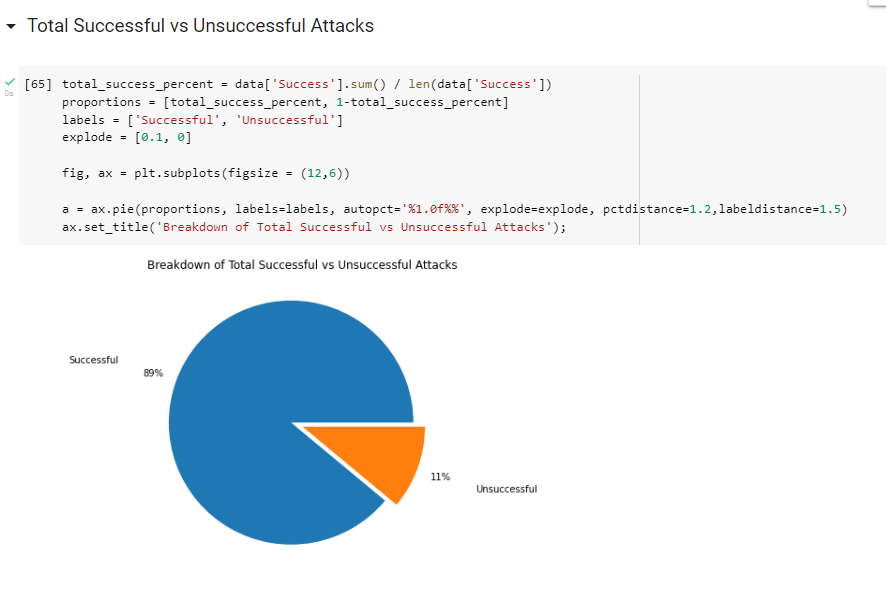 Total Successful vs Unsuccessful Attacks
[65] total_success_percent = data['Success'].sum() / len(data['Success'])
0s
proportions = [total_success_percent, 1-total_success_percent]
labels = ['Successful', 'Unsuccessful']
explode = [0.1, 0]
fig, ax = plt.subplots(figsize = (12,6))
a = ax.pie(proportions, labels=labels, autopct='%1.0f%%', explode=explode, pctdistance=1.2,labeldistance=1.5)
ax.set_title('Breakdown of Total Successful vs Unsuccessful Attacks');
Breakdown of Total Successful vs Unsuccessful Attacks
Successful
89%
11%
Unsuccessful